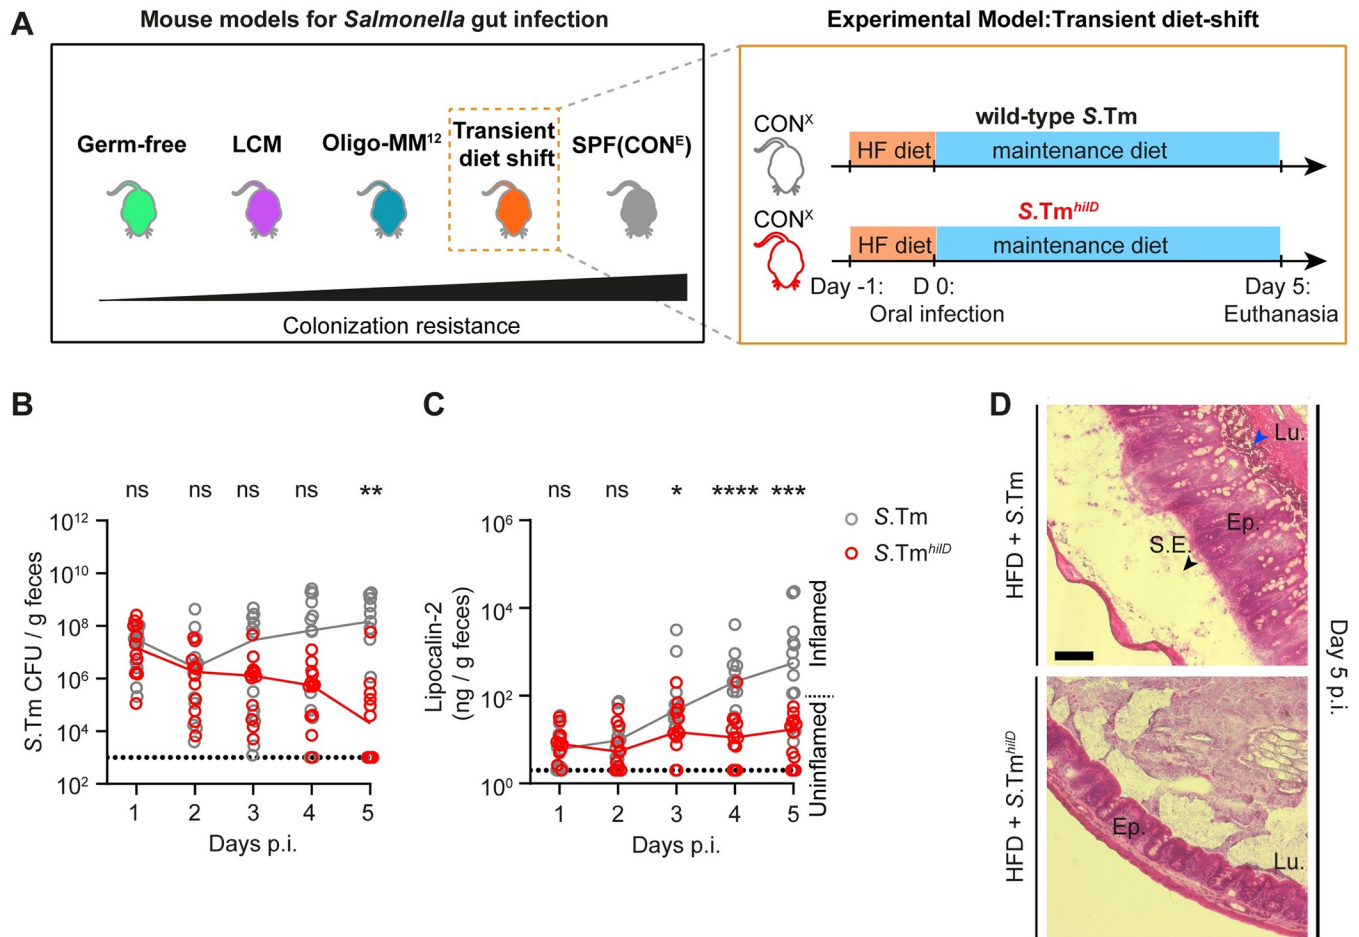 A
Mouse models for Salmonella gut infection
Germ-free
LCM
Oligo-MM¹²
Transient
diet shift
SPF(CONᴱ)
Colonization resistance
Experimental Model:Transient diet-shift
CONˣ
wild-type S.Tm
HF diet
maintenance diet
CONˣ
S.Tmʰⁱˡᴰ
HF diet
maintenance diet
Day -1:
D 0:
Day 5:
Oral infection
Euthanasia
B
ns
ns
ns
ns
**
S.Tm CFU / g feces
10¹²
10¹⁰
10⁸
10⁶
10⁴
10²
1
2
3
4
5
Days p.i.
C
ns
ns
*
****
***
Lipocalin-2
(ng / g feces)
10⁶
10⁴
10²
10⁰
1
2
3
4
5
Days p.i.
Inflamed
Uninflamed
S.Tm
S.Tmʰⁱˡᴰ
D
HFD + S.Tm
Lu.
Ep.
S.E.
HFD + S.Tmʰⁱˡᴰ
Ep.
Lu.
Day 5 p.i.